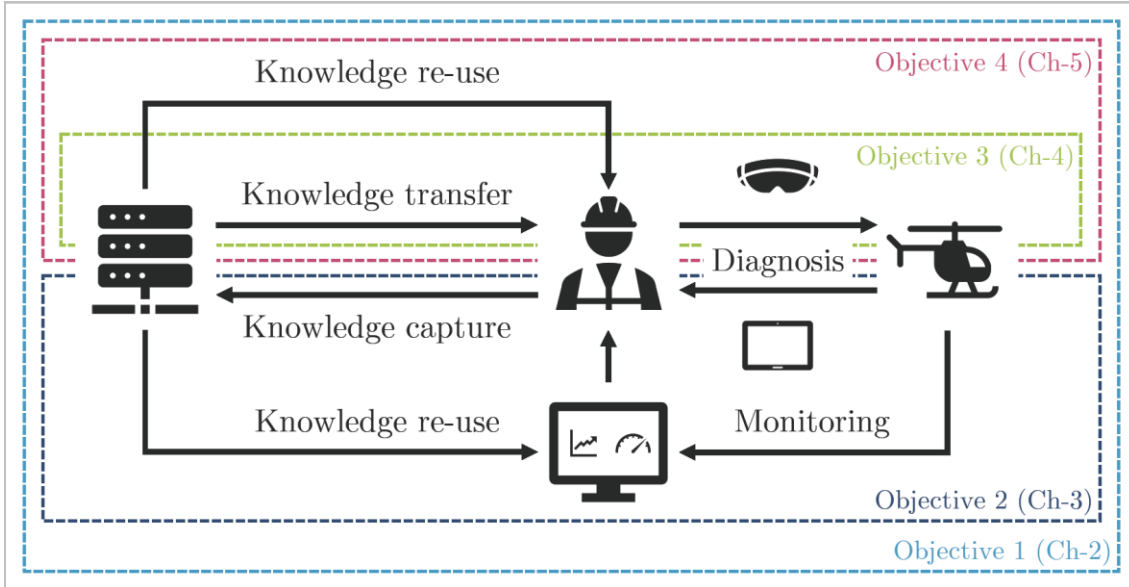 Objective 4 (Ch-5)
Knowledge re-use
Objective 3 (Ch-4)
Knowledge transfer
Diagnosis
Knowledge capture
Knowledge re-use
Monitoring
Objective 2 (Ch-3)
Objective 1 (Ch-2)